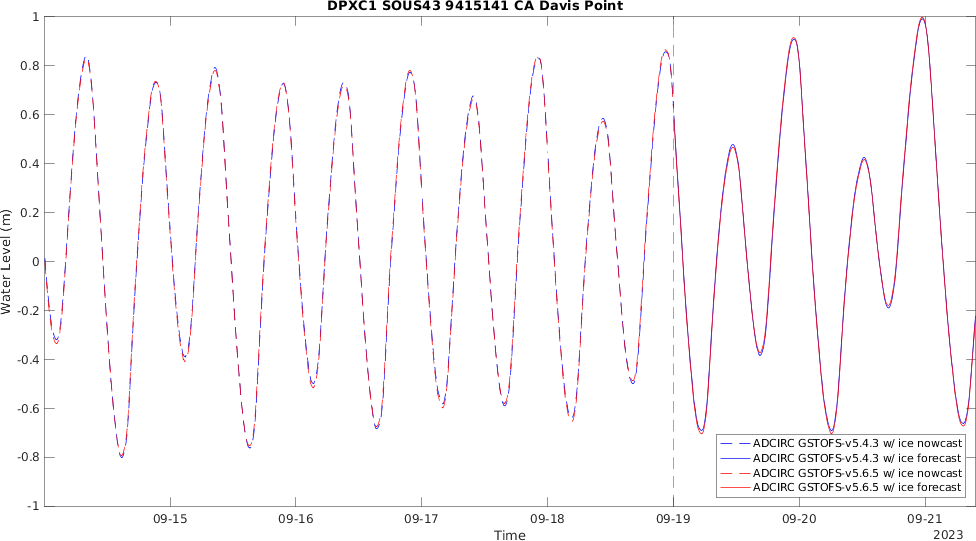 DPXC1 SOUS43 9415141 CA Davis Point
1
0.8
0.6
0.4
0.2
0
-0.2
-0.4
-0.6
-0.8
-1
Water Level (m)
09-15 09-16 09-17 09-18 09-19 09-20 09-21
Time
2023
ADCIRC GSTOFS-v5.4.3 w/ ice nowcast
ADCIRC GSTOFS-v5.4.3 w/ ice forecast
ADCIRC GSTOFS-v5.6.5 w/ ice nowcast
ADCIRC GSTOFS-v5.6.5 w/ ice forecast